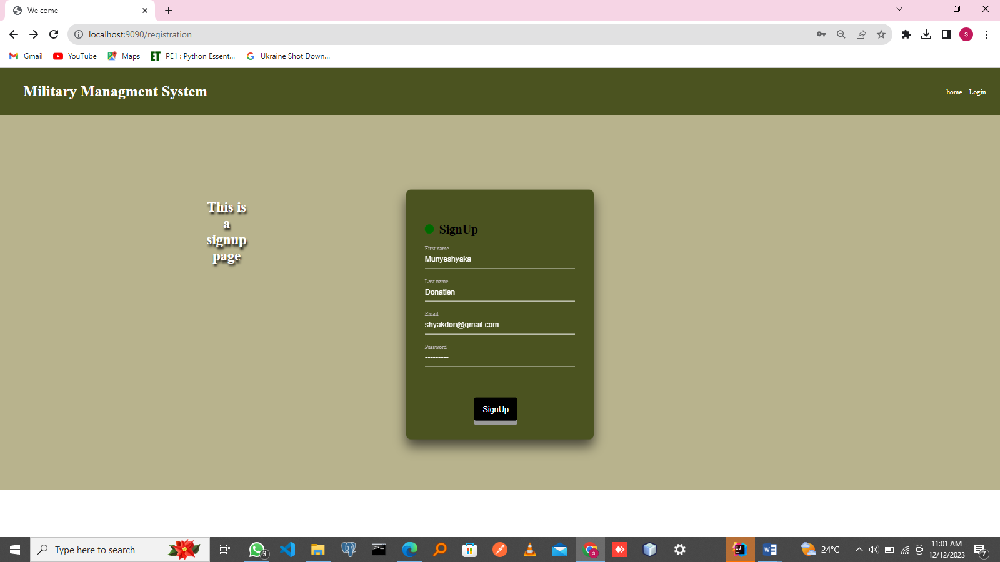 Welcome
localhost:9090/registration
S
Gmail
YouTube
Maps
ET
PE1 : Python Essent...
G
Ukraine Shot Down...
Military Managment System
home
Login
This is
a
signup
page
SignUp
First name
Munyeshyaka
Last name
Donatien
Email
shyakdon@gmail.com
Password
•••••••••
SignUp
Type here to search
3
S
IJ
W
24°C
11:01 AM
12/12/2023
7